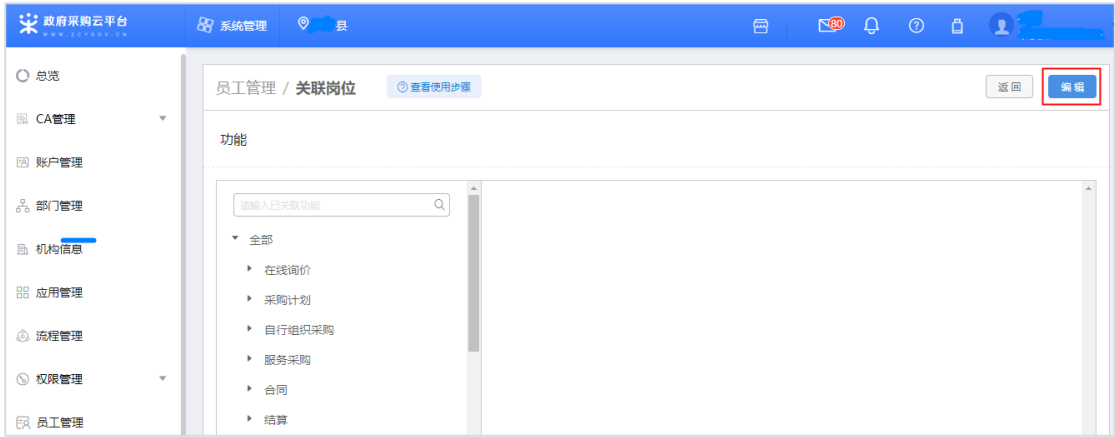 政府采购云平台
WWW.ZCYGOV.CN
系统管理
县
80
总览
CA管理
账户管理
部门管理
机构信息
应用管理
流程管理
权限管理
员工管理
员工管理 / 关联岗位
查看使用步骤
返回
编辑
功能
请输入已关联功能
全部
在线询价
采购计划
自行组织采购
服务采购
合同
结算